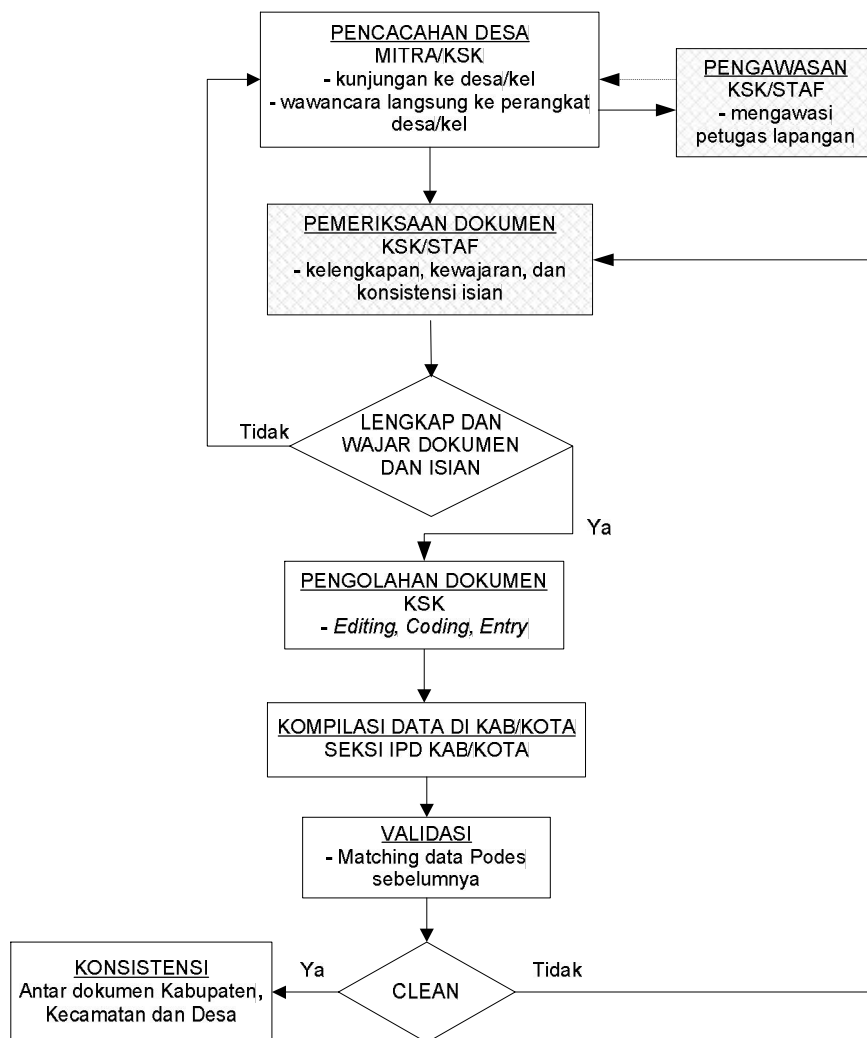 PENCACAHAN DESA
MITRA/KSK
- kunjungan ke desa/kel
- wawancara langsung ke perangkat
desa/kel
PENGAWASAN
KSK/STAF
- mengawasi
petugas lapangan
PEMERIKSAAN DOKUMEN
KSK/STAF
- kelengkapan, kewajaran, dan
konsistensi isian
Tidak
LENGKAP DAN
WAJAR DOKUMEN
DAN ISIAN
Ya
PENGOLAHAN DOKUMEN
KSK
- Editing, Coding, Entry
KOMPILASI DATA DI KAB/KOTA
SEKSI IPD KAB/KOTA
VALIDASI
- Matching data Podes
sebelumnya
KONSISTENSI
Antar dokumen Kabupaten,
Kecamatan dan Desa
Ya
CLEAN
Tidak